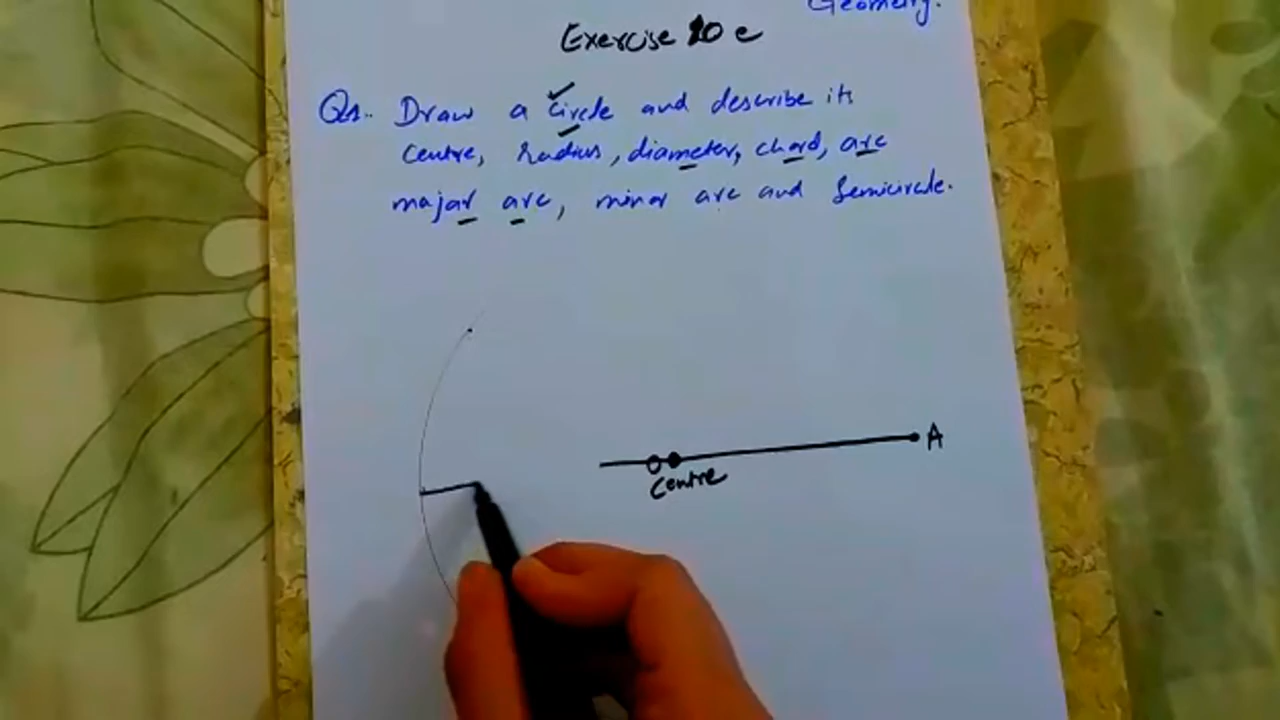 Geometry.
Exercise 10 e
Q1. Draw a circle and describe its
centre, radius, diameter, chord, arc
major arc, minor arc and semicircle.
A
O
Centre